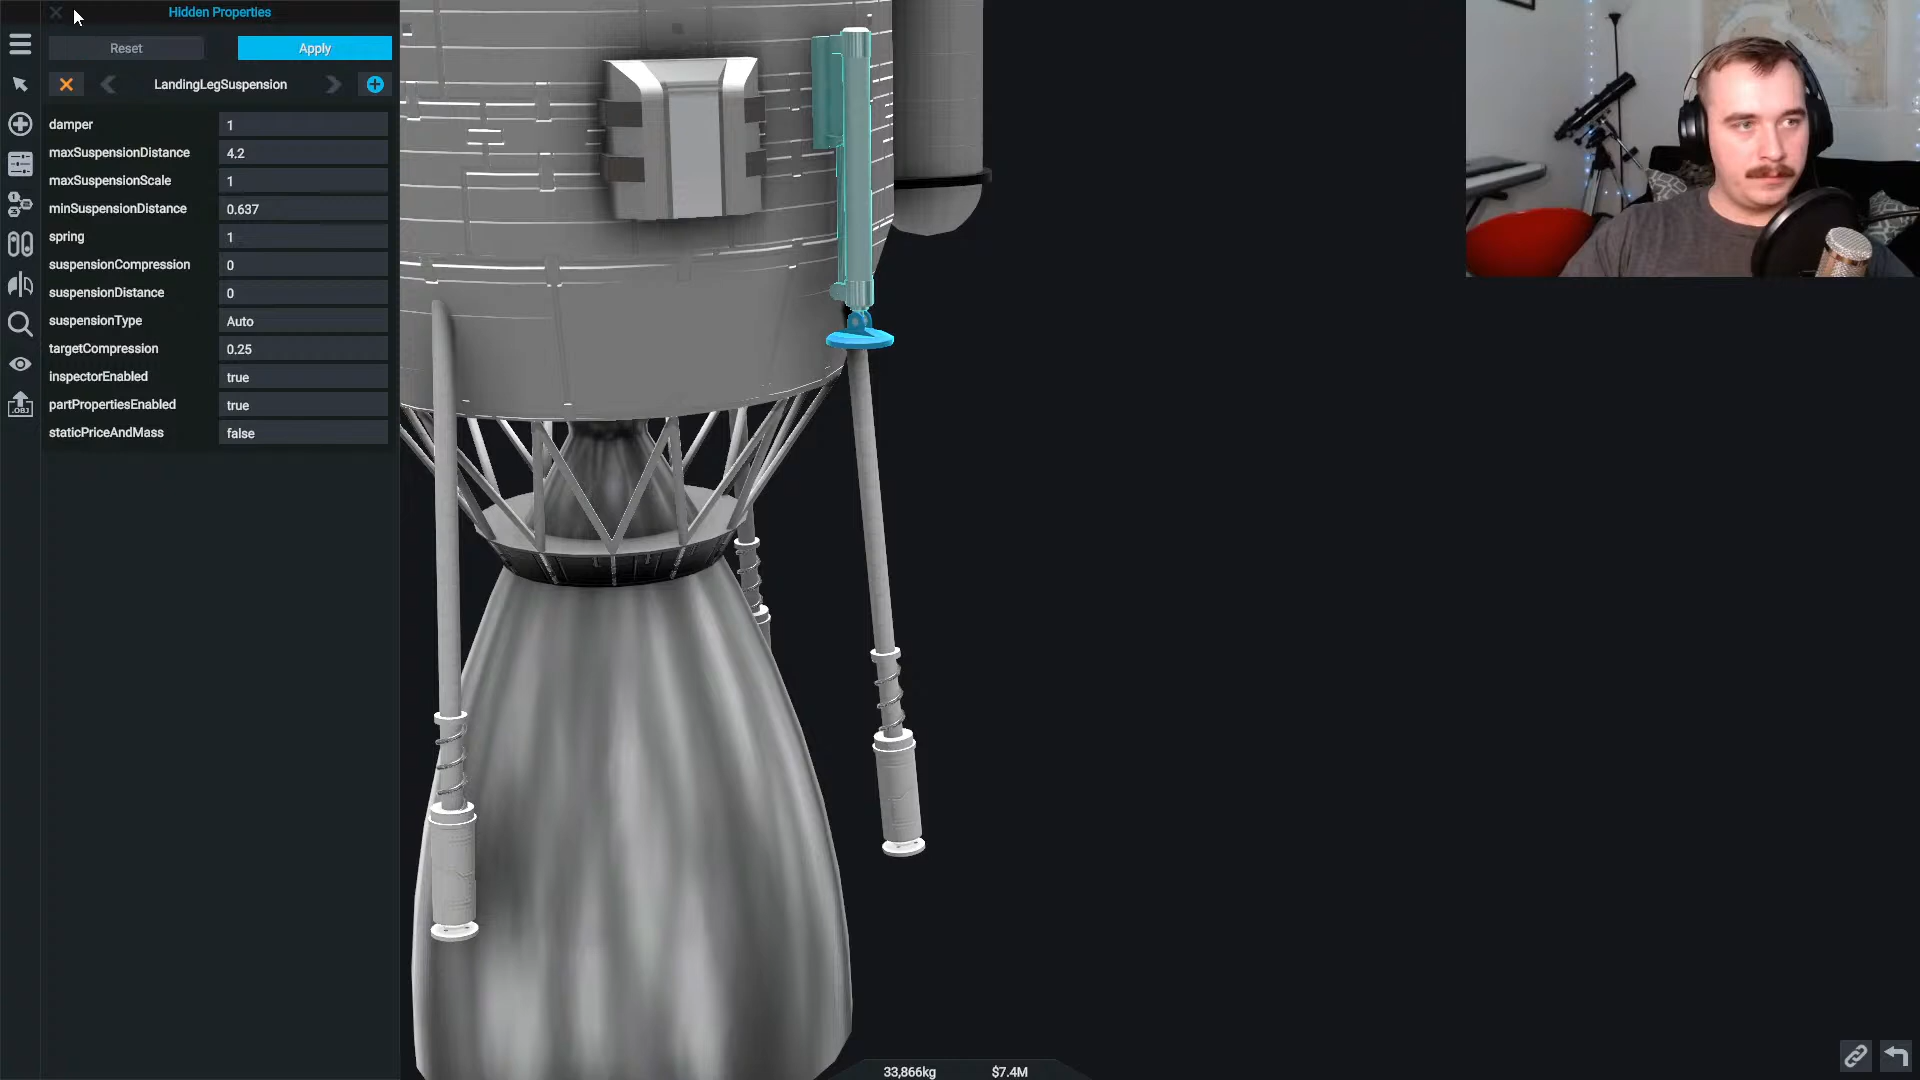 Hidden Properties
Reset
Apply
LandingLegSuspension
damper 1
maxSuspensionDistance 4.2
maxSuspensionScale 1
minSuspensionDistance 0.637
spring 1
suspensionCompression 0
suspensionDistance 0
suspensionType Auto
targetCompression 0.25
inspectorEnabled true
partPropertiesEnabled true
staticPriceAndMass false
.OBJ
33,866kg $7.4M